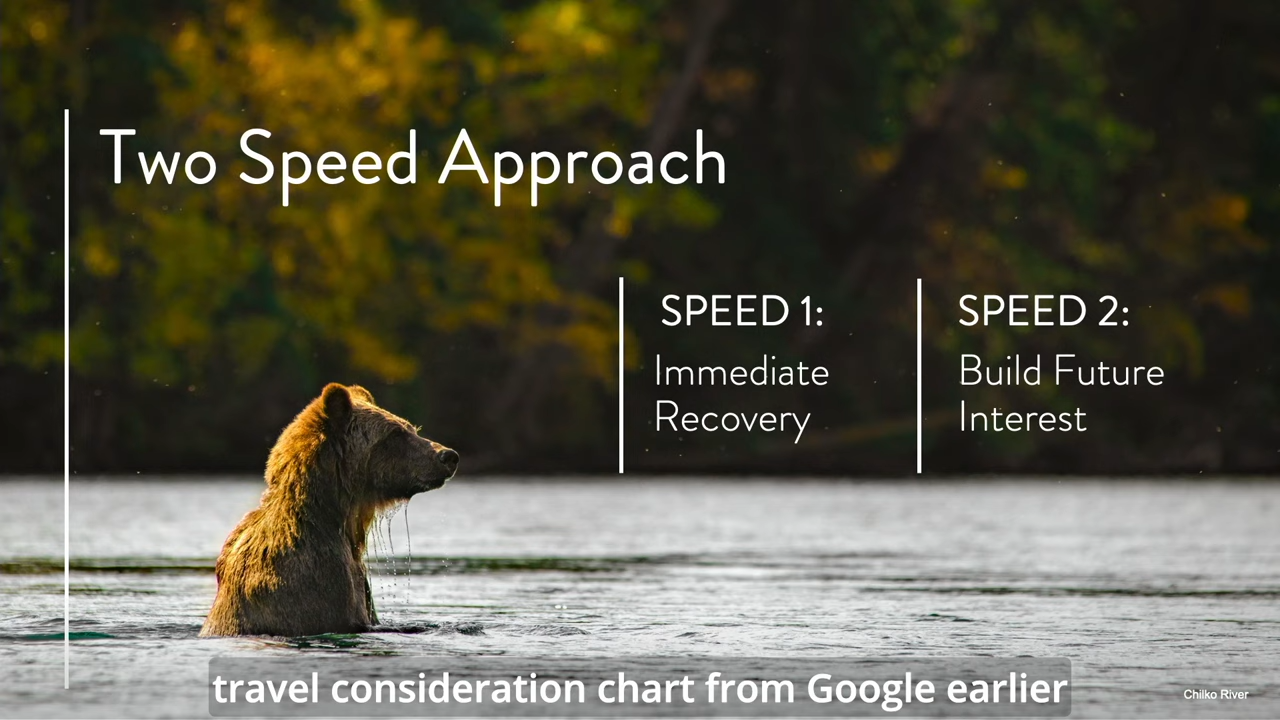 Two Speed Approach
SPEED 1:
Immediate
Recovery
SPEED 2:
Build Future
Interest
travel consideration chart from Google earlier
Chilko River